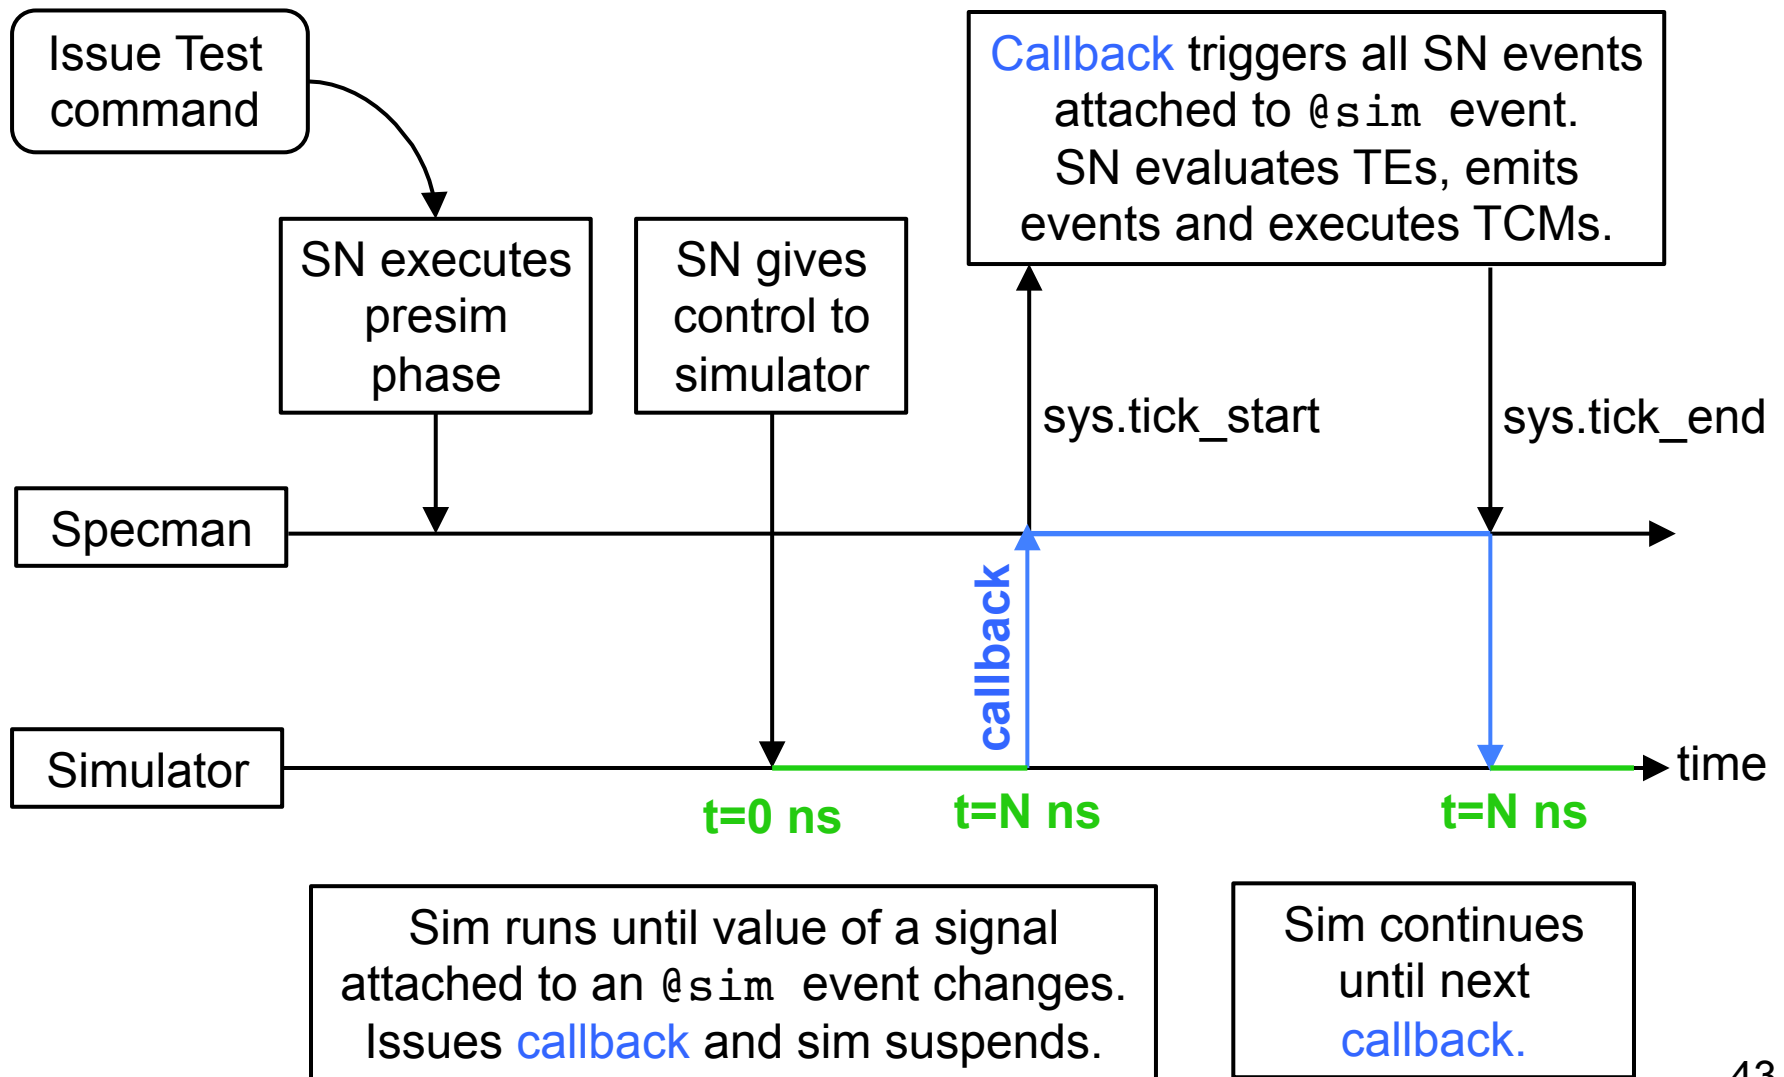 Issue Test
command
Callback triggers all SN events
attached to @sim event.
SN evaluates TEs, emits
events and executes TCMs.
SN executes
presim
phase
SN gives
control to
simulator
sys.tick_start
sys.tick_end
Specman
callback
Simulator
time
t=0 ns
t=N ns
t=N ns
Sim runs until value of a signal
attached to an @sim event changes.
Issues callback and sim suspends.
Sim continues
until next
callback.
43